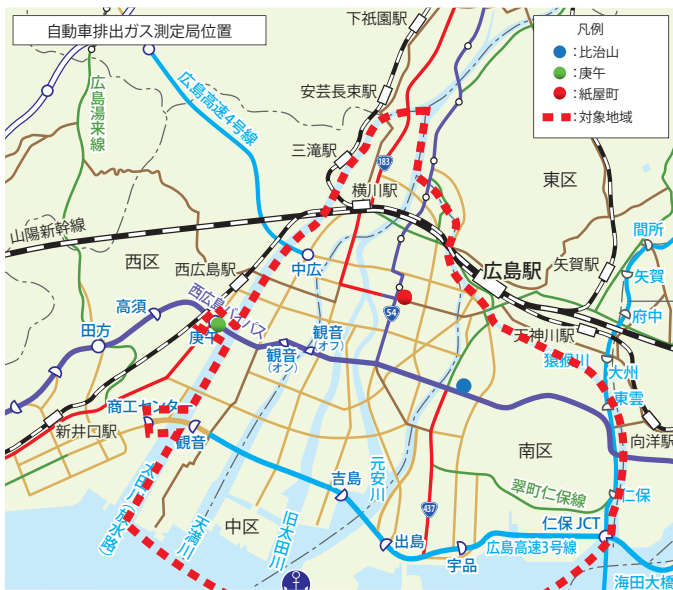 自動車排出ガス測定局位置
下祇園駅
凡例
:比治山
:庚午
:紙屋町
:対象地域
広島湯来線
広島高速4号線
安芸長束駅
三滝駅
183
横川駅
東区
山陽新幹線
間所
西区
西広島駅
中広
広島駅
矢賀駅
矢賀
高須
西広島バイパス
府中
田方
庚午
観音
(オン)
観音
(オフ)
54
天神川駅
猿猴川
大州
東雲
商工センター
新井口駅
観音
向洋駅
南区
太田川(放水路)
天満川
中区
旧太田川
吉島
元安川
437
翠町仁保線
仁保
出島
宇品
広島高速3号線
仁保 JCT
海田大橋